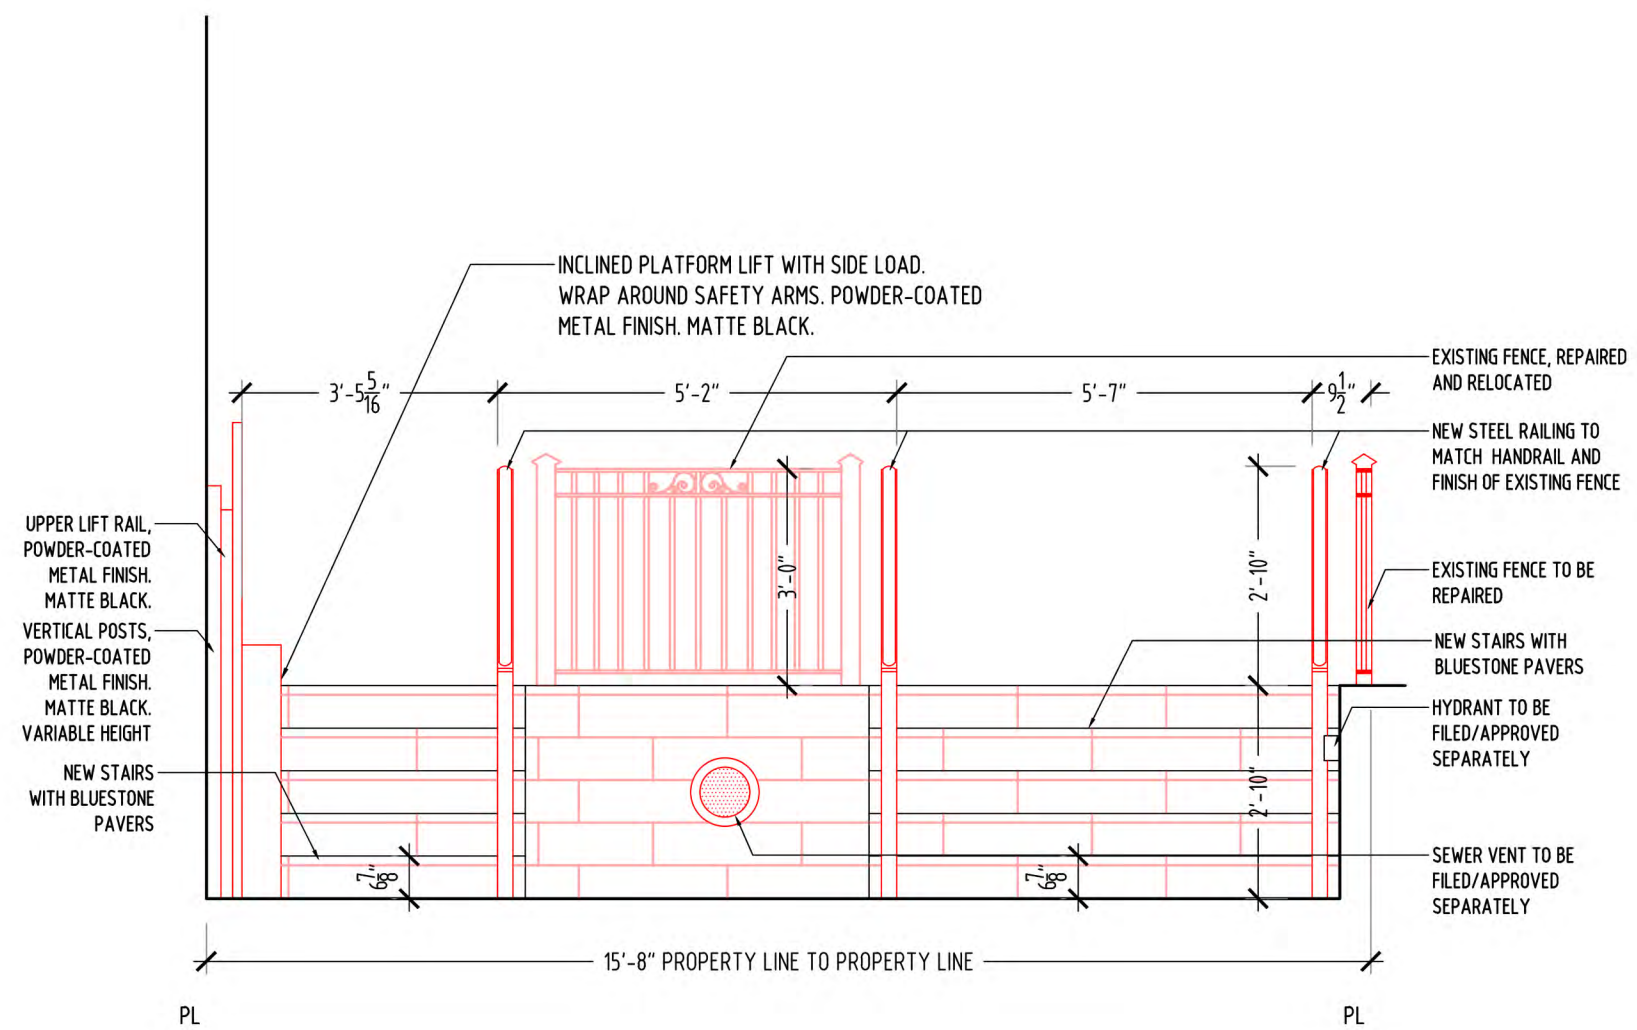 INCLINED PLATFORM LIFT WITH SIDE LOAD.
WRAP AROUND SAFETY ARMS. POWDER-COATED
METAL FINISH. MATTE BLACK.
EXISTING FENCE, REPAIRED
AND RELOCATED
3'-5 5/16"
5'-2"
5'-7"
9 1/2"
NEW STEEL RAILING TO
MATCH HANDRAIL AND
FINISH OF EXISTING FENCE
UPPER LIFT RAIL,
POWDER-COATED
METAL FINISH.
MATTE BLACK.
3'-0"
2'-10"
EXISTING FENCE TO BE
REPAIRED
VERTICAL POSTS,
POWDER-COATED
METAL FINISH.
MATTE BLACK.
VARIABLE HEIGHT
NEW STAIRS WITH
BLUESTONE PAVERS
HYDRANT TO BE
FILED/APPROVED
SEPARATELY
NEW STAIRS
WITH BLUESTONE
PAVERS
2'-10"
6 7/8"
6 7/8"
SEWER VENT TO BE
FILED/APPROVED
SEPARATELY
15'-8" PROPERTY LINE TO PROPERTY LINE
PL
PL